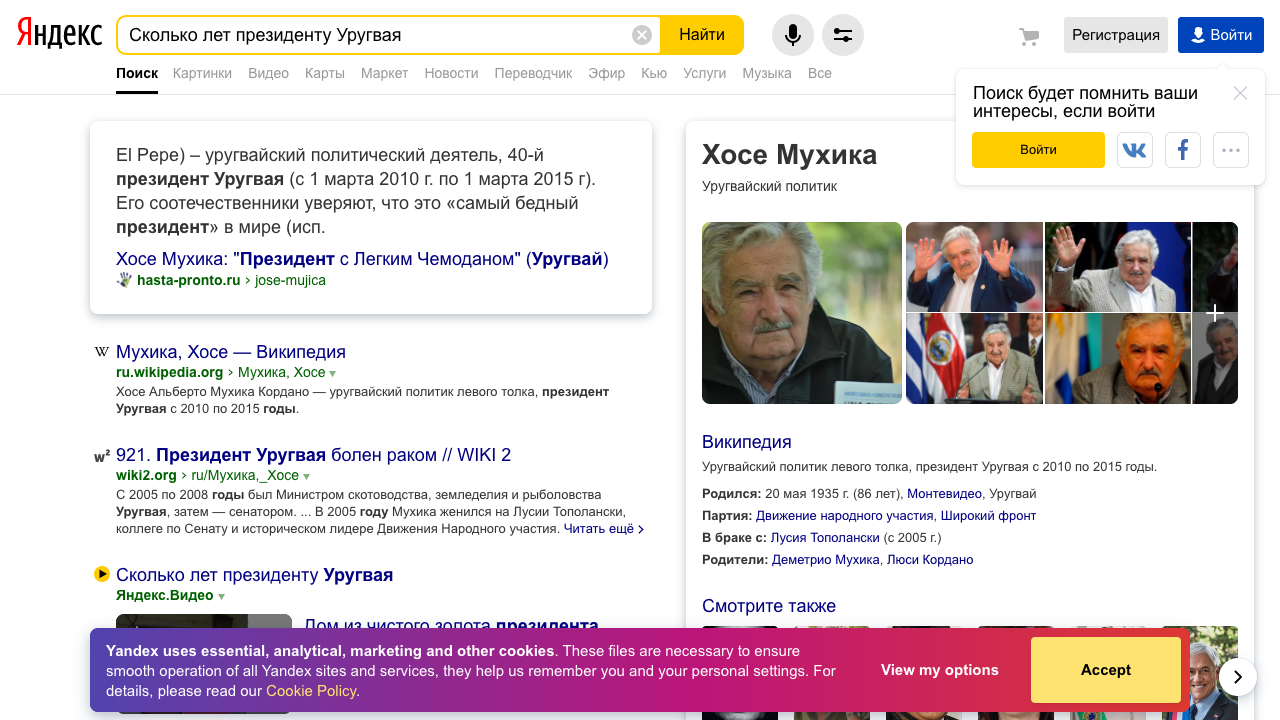 Яндекс
Сколько лет президенту Уругвая
Найти
Регистрация
Войти
Поиск Картинки Видео Карты Маркет Новости Переводчик Эфир Кью Услуги Музыка Все
Поиск будет помнить ваши
интересы, если войти
Войти
El Pepe) – уругвайский политический деятель, 40-й
президент Уругвая (с 1 марта 2010 г. по 1 марта 2015 г).
Его соотечественники уверяют, что это «самый бедный
президент» в мире (исп.
Хосе Мухика: "Президент с Легким Чемоданом" (Уругвай)
hasta-pronto.ru › jose-mujica
W Мухика, Хосе — Википедия
ru.wikipedia.org › Мухика, Хосе
Хосе Альберто Мухика Кордано — уругвайский политик левого толка, президент
Уругвая с 2010 по 2015 годы.
w² 921. Президент Уругвая болен раком // WIKI 2
wiki2.org › ru/Мухика,_Хосе
С 2005 по 2008 годы был Министром скотоводства, земледелия и рыболовства
Уругвая, затем — сенатором. ... В 2005 году Мухика женился на Лусии Тополански,
коллеге по Сенату и историческом лидере Движения Народного участия. Читать ещё ›
Сколько лет президенту Уругвая
Яндекс.Видео
Дом из чистого золота президента
Хосе Мухика
Уругвайский политик
Википедия
Уругвайский политик левого толка, президент Уругвая с 2010 по 2015 годы.
Родился: 20 мая 1935 г. (86 лет), Монтевидео, Уругвай
Партия: Движение народного участия, Широкий фронт
В браке с: Лусия Тополански (с 2005 г.)
Родители: Деметрио Мухика, Люси Кордано
Смотрите также
Yandex uses essential, analytical, marketing and other cookies. These files are necessary to ensure
smooth operation of all Yandex sites and services, they help us remember you and your personal settings. For
details, please read our Cookie Policy.
View my options
Accept